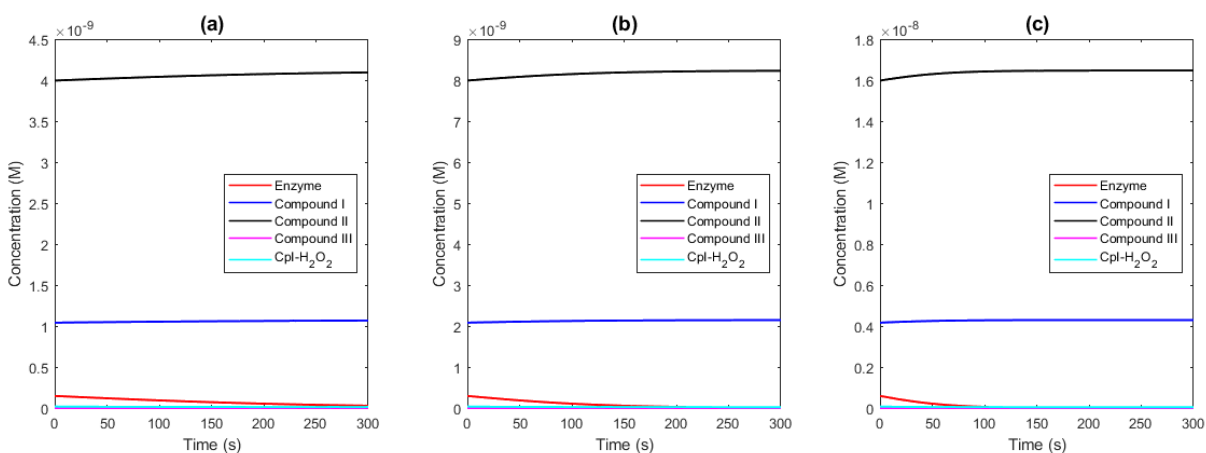 (a)
× 10-9
4.5
4
3.5
3
2.5
2
1.5
1
0.5
0
Concentration (M)
Enzyme
Compound I
Compound II
Compound III
CpI-H2O2
0 50 100 150 200 250 300
Time (s)
(b)
× 10-9
9
8
7
6
5
4
3
2
1
0
Concentration (M)
Enzyme
Compound I
Compound II
Compound III
CpI-H2O2
0 50 100 150 200 250 300
Time (s)
(c)
× 10-8
1.8
1.6
1.4
1.2
1
0.8
0.6
0.4
0.2
0
Concentration (M)
Enzyme
Compound I
Compound II
Compound III
CpI-H2O2
0 50 100 150 200 250 300
Time (s)